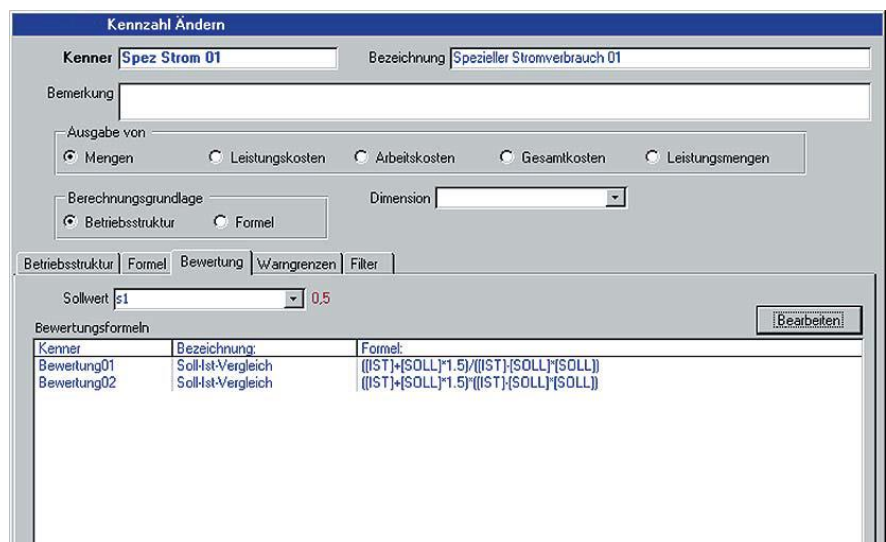 Kennzahl Ändern
Kenner Spez Strom 01 Bezeichnung Spezieller Stromverbrauch 01
Bemerkung
Ausgabe von
Mengen Leistungskosten Arbeitskosten Gesamtkosten Leistungsmengen
Berechnungsgrundlage Dimension
Betriebsstruktur Formel
Betriebsstruktur Formel Bewertung Warngrenzen Filter
Sollwert s1 0,5
Bearbeiten
Bewertungsformeln
Kenner Bezeichnung: Formel:
Bewertung01 Soll-Ist-Vergleich ([IST]+[SOLL]*1.5)/([IST]-[SOLL]*[SOLL])
Bewertung02 Soll-Ist-Vergleich ([IST]+[SOLL]*1.5)*([IST]-[SOLL]*[SOLL])